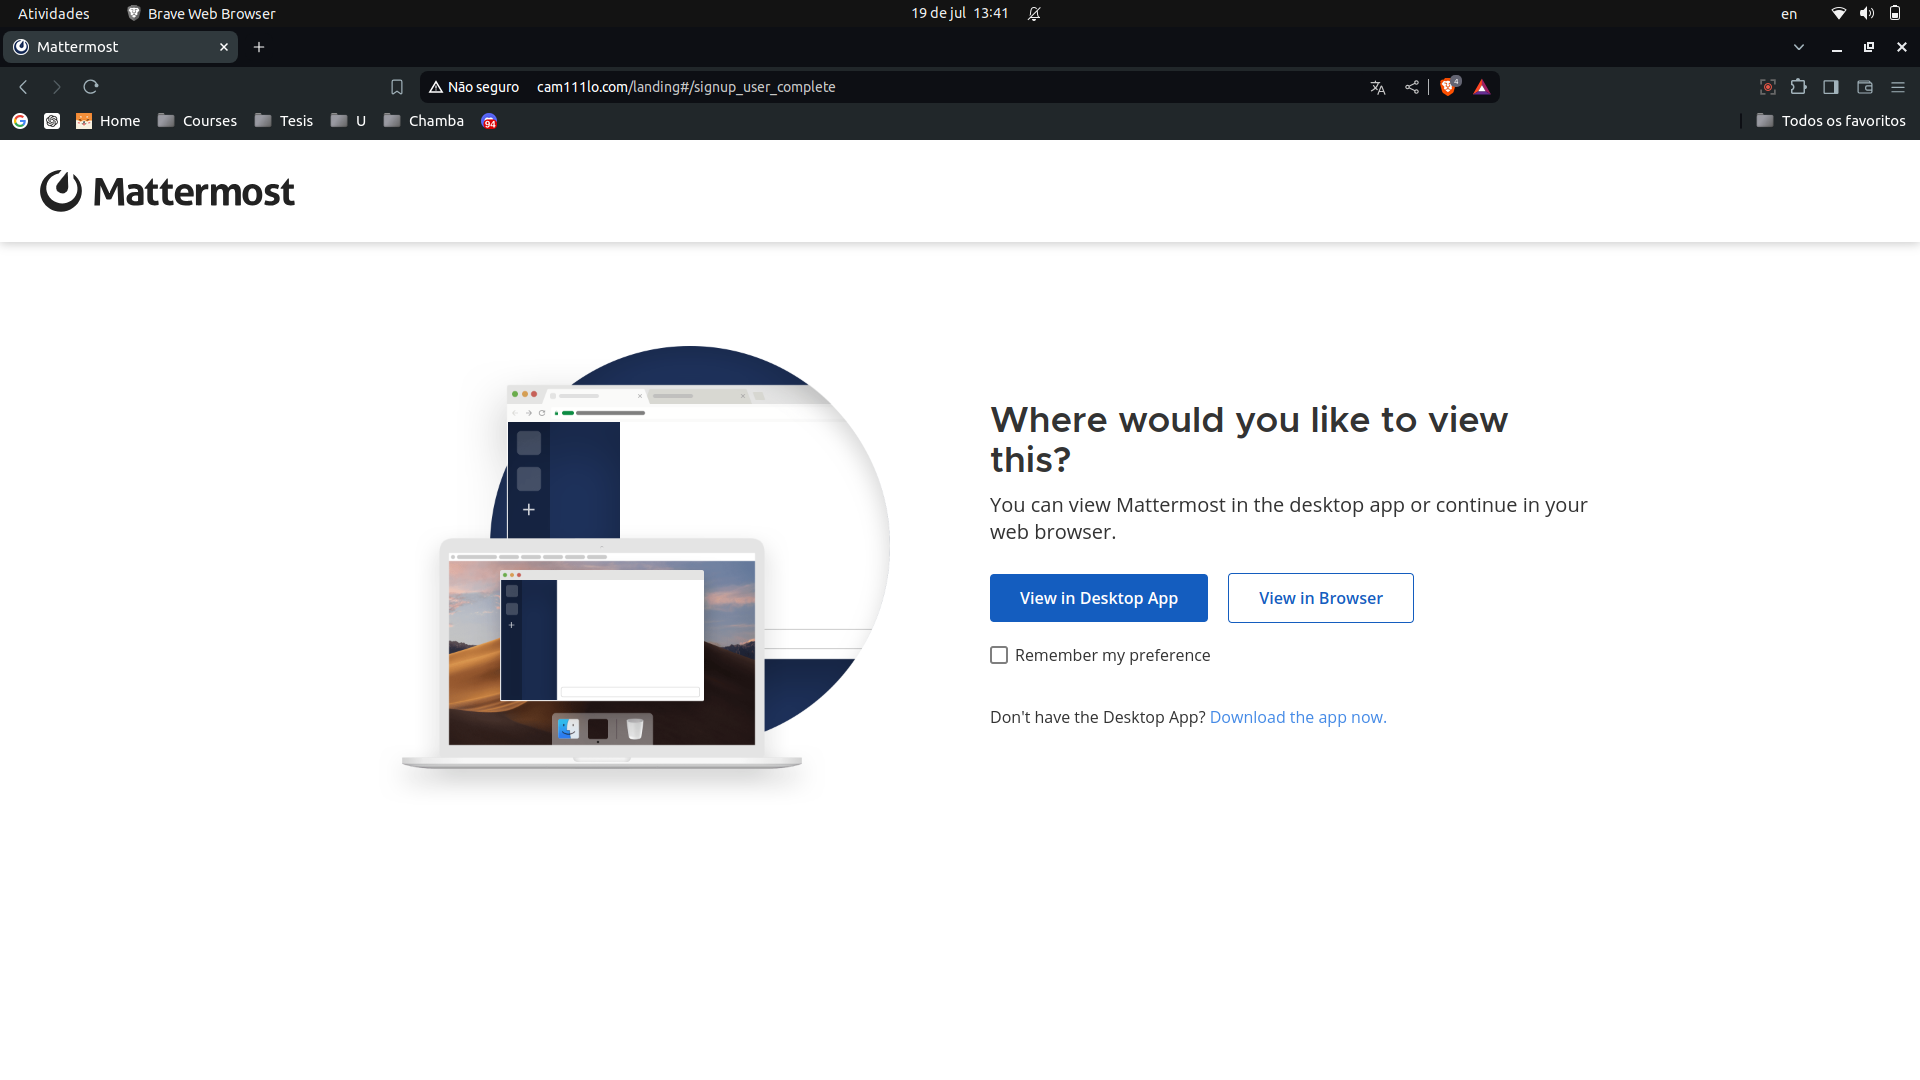 Atividades
Brave Web Browser
19 de jul 13:41
en
Mattermost
Não seguro
cam111lo.com/landing#/signup_user_complete
4
Home
Courses
Tesis
U
Chamba
94
Todos os favoritos
Mattermost
Where would you like to view
this?
You can view Mattermost in the desktop app or continue in your
web browser.
View in Desktop App
View in Browser
Remember my preference
Don't have the Desktop App? Download the app now.